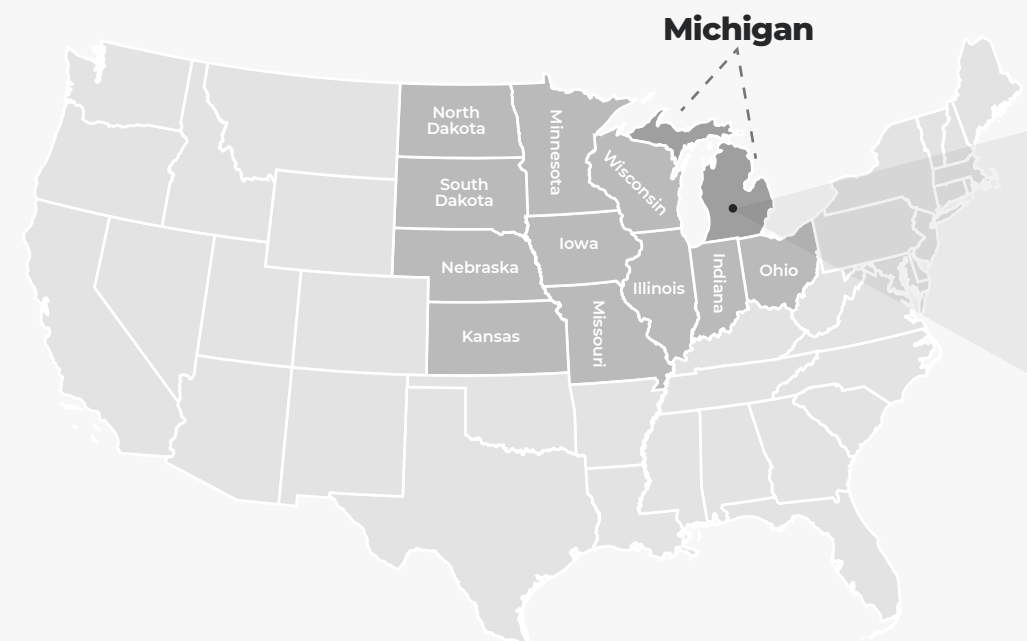 Michigan
North
Dakota
Minnesota
Wisconsin
South
Dakota
Iowa
Nebraska
Illinois
Indiana
Ohio
Kansas
Missouri